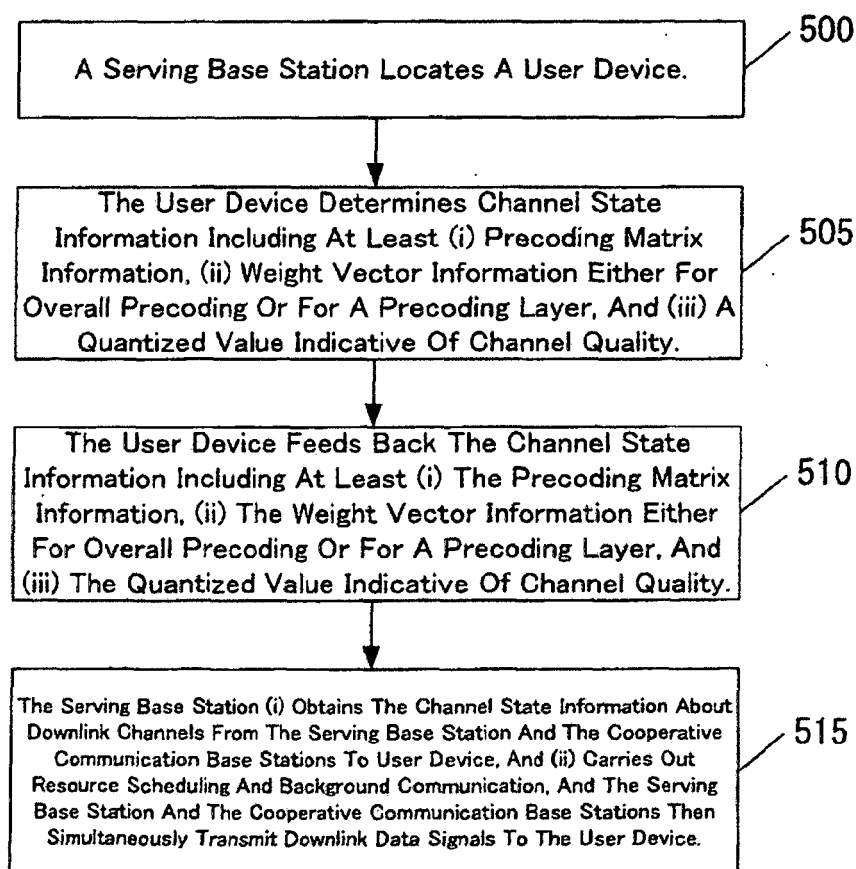 500
A Serving Base Station Locates A User Device.
The User Device Determines Channel State
Information Including At Least (i) Precoding Matrix
Information, (ii) Weight Vector Information Either For
Overall Precoding Or For A Precoding Layer, And (iii) A
Quantized Value Indicative Of Channel Quality.
505
The User Device Feeds Back The Channel State
Information Including At Least (i) The Precoding Matrix
Information, (ii) The Weight Vector Information Either
For Overall Precoding Or For A Precoding Layer, And
(iii) The Quantized Value Indicative Of Channel Quality.
510
The Serving Base Station (i) Obtains The Channel State Information About
Downlink Channels From The Serving Base Station And The Cooperative
Communication Base Stations To User Device, And (ii) Carries Out
Resource Scheduling And Background Communication, And The Serving
Base Station And The Cooperative Communication Base Stations Then
Simultaneously Transmit Downlink Data Signals To The User Device.
515